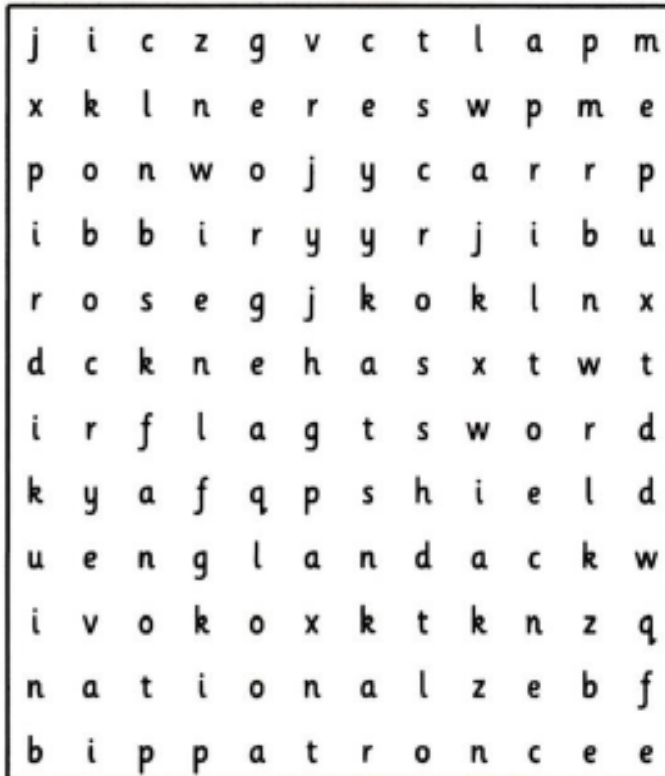 j i c z g v c t l a p m
x k l n e r e s w p m e
p o n w o j y c a r r p
i b b i r y y r j i b u
r o s e g j k o k l n x
d c k n e h a s x t w t
i r f l a g t s w o r d
k y a f q p s h i e l d
u e n g l a n d a c k w
i v o k o x k t k n z q
n a t i o n a l z e b f
b i p p a t r o n c e e